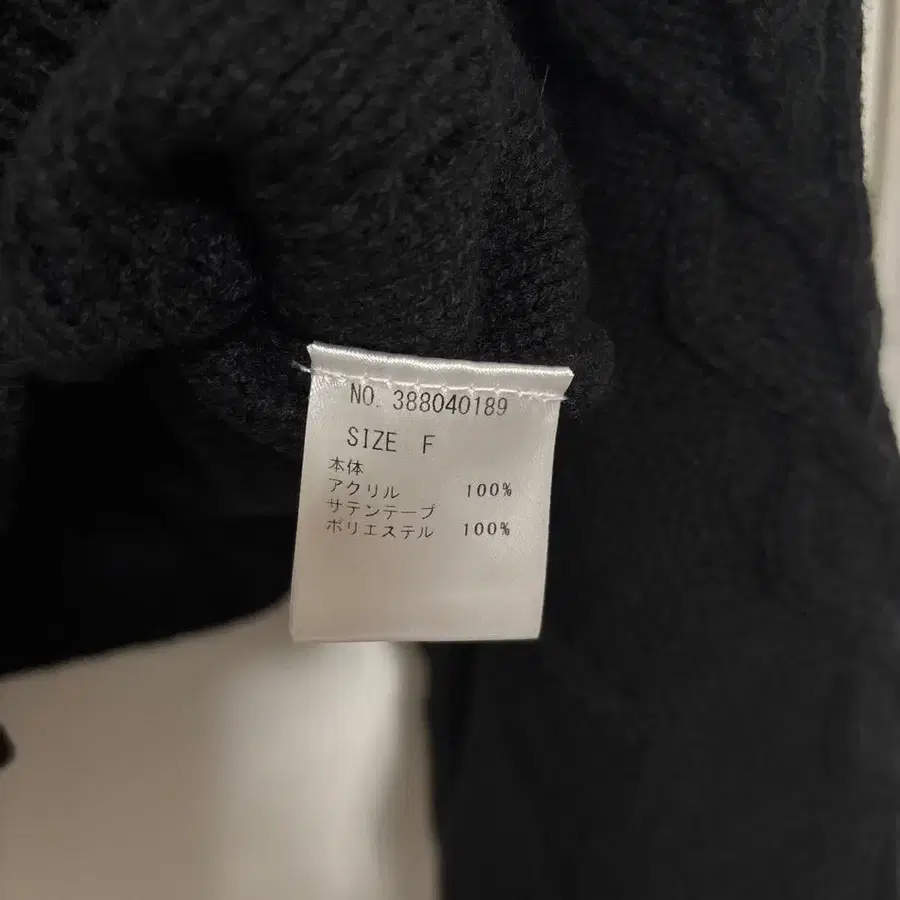 NO. 388040189
SIZE F
本体
アクリル 100%
サテンテープ
ポリエステル 100%